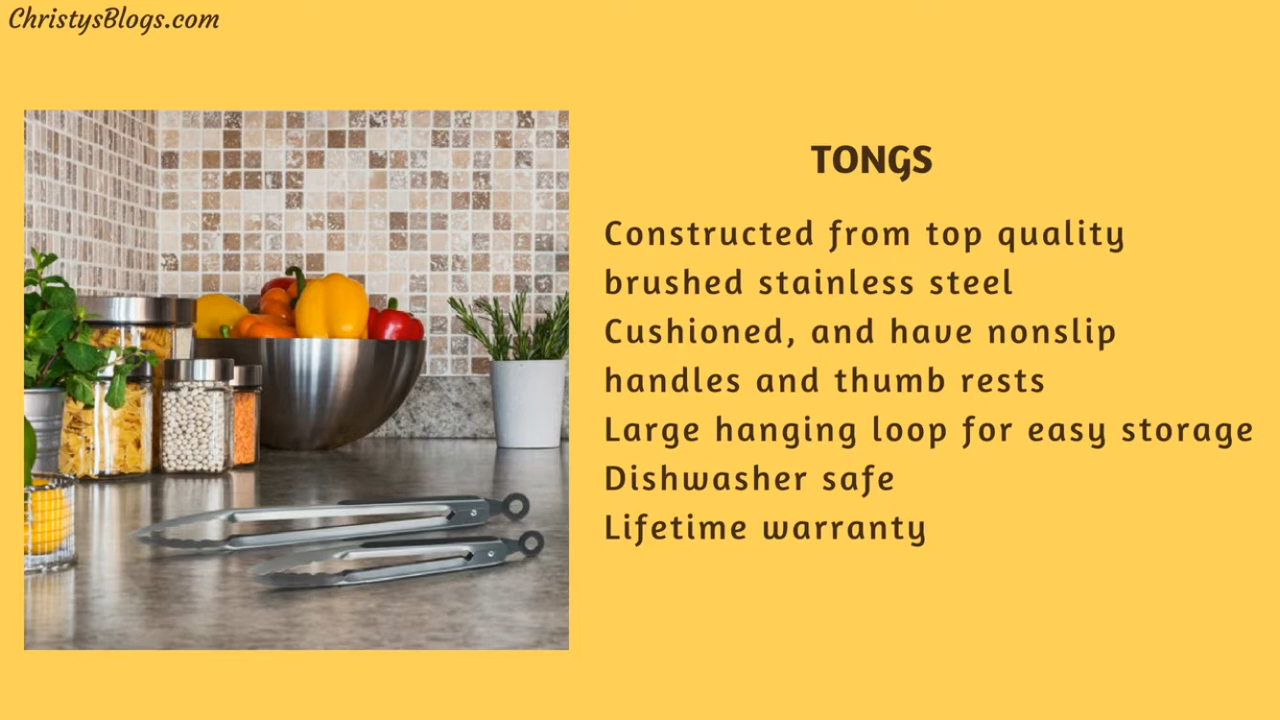 ChristysBlogs.com
TONGS
Constructed from top quality
brushed stainless steel
Cushioned, and have nonslip
handles and thumb rests
Large hanging loop for easy storage
Dishwasher safe
Lifetime warranty